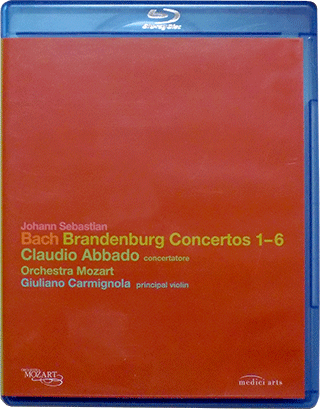 Blu-ray Disc
Johann Sebastian
Bach Brandenburg Concertos 1–6
Claudio Abbado concertatore
Orchestra Mozart
Giuliano Carmignola principal violin
MOZART
medici arts